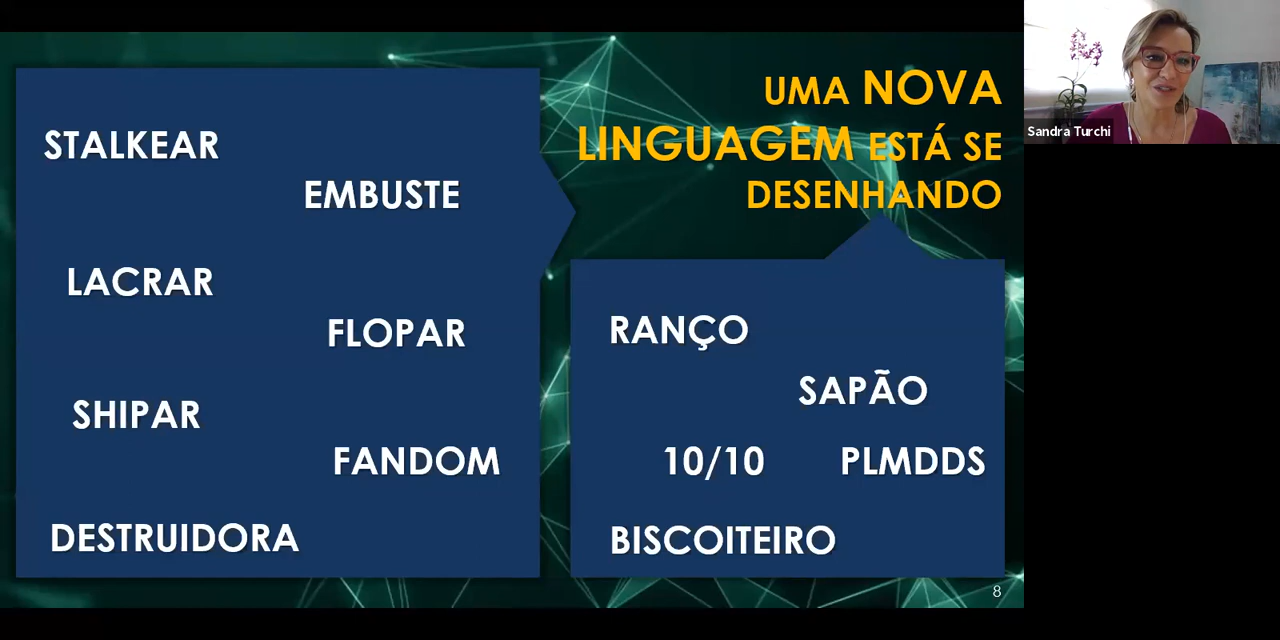 UMA NOVA
LINGUAGEM ESTÁ SE
DESENHANDO
STALKEAR
EMBUSTE
LACRAR
FLOPAR
SHIPAR
FANDOM
DESTRUIDORA
RANÇO
SAPÃO
10/10 PLMDDS
BISCOITEIRO
8
Sandra Turchi